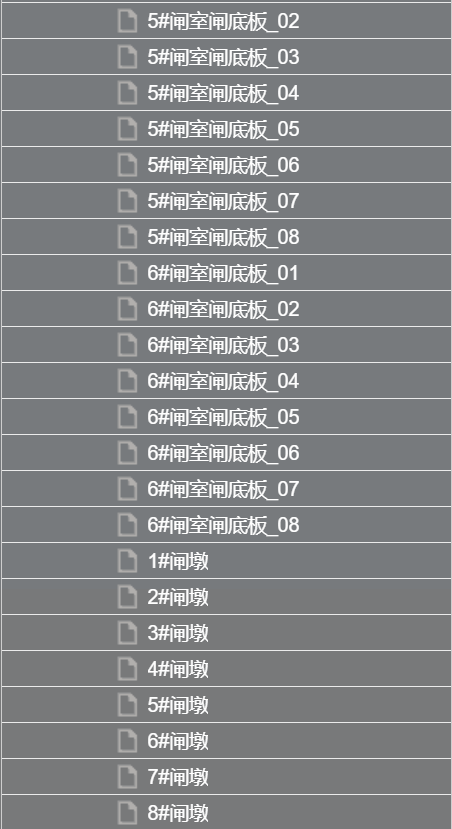 5#闸室闸底板_02
5#闸室闸底板_03
5#闸室闸底板_04
5#闸室闸底板_05
5#闸室闸底板_06
5#闸室闸底板_07
5#闸室闸底板_08
6#闸室闸底板_01
6#闸室闸底板_02
6#闸室闸底板_03
6#闸室闸底板_04
6#闸室闸底板_05
6#闸室闸底板_06
6#闸室闸底板_07
6#闸室闸底板_08
1#闸墩
2#闸墩
3#闸墩
4#闸墩
5#闸墩
6#闸墩
7#闸墩
8#闸墩